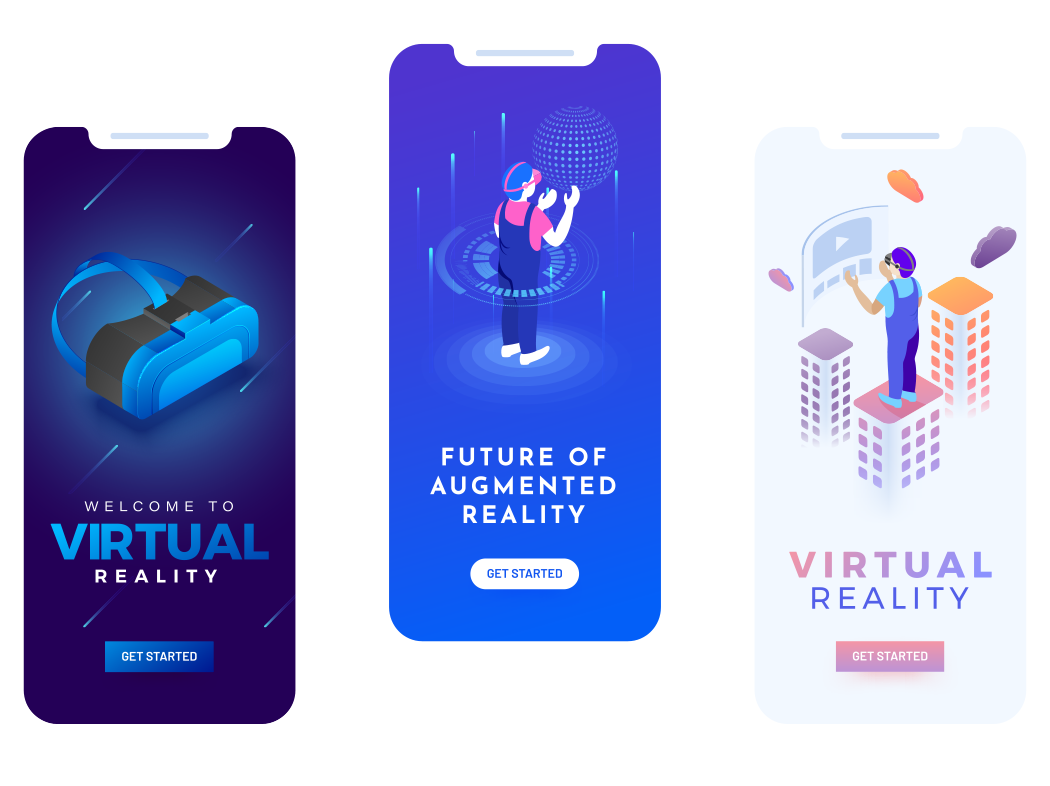 WELCOME TO
VIRTUAL
REALITY
GET STARTED
FUTURE OF
AUGMENTED
REALITY
GET STARTED
VIRTUAL
REALITY
GET STARTED